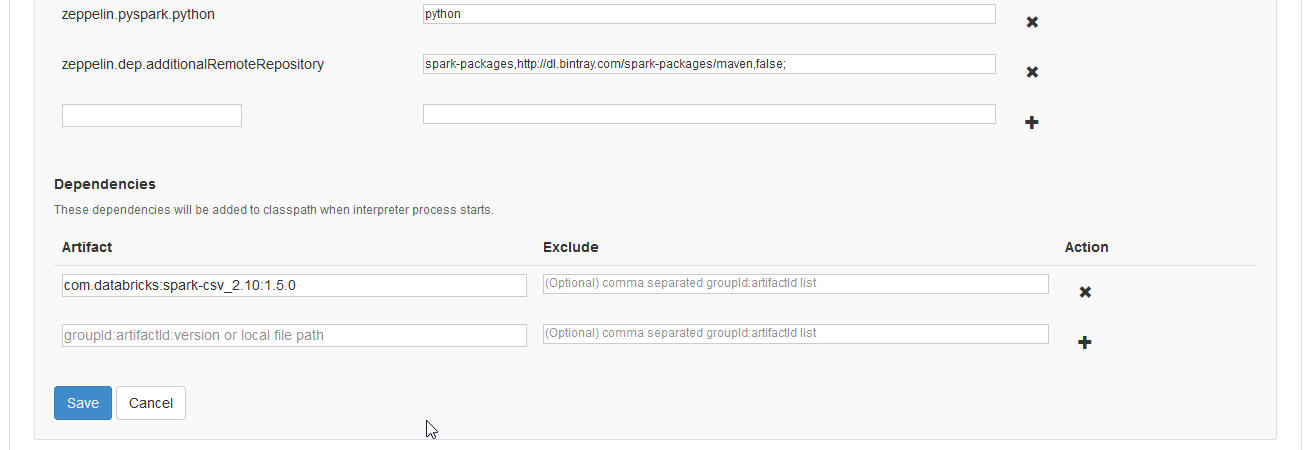 zeppelin.pyspark.python python
zeppelin.dep.additionalRemoteRepository spark-packages,http://dl.bintray.com/spark-packages/maven,false;
Dependencies
These dependencies will be added to classpath when interpreter process starts.
Artifact Exclude Action
com.databricks:spark-csv_2.10:1.5.0 (Optional) comma separated groupId:artifactId list
groupId:artifactId:version or local file path (Optional) comma separated groupId:artifactId list
Save Cancel